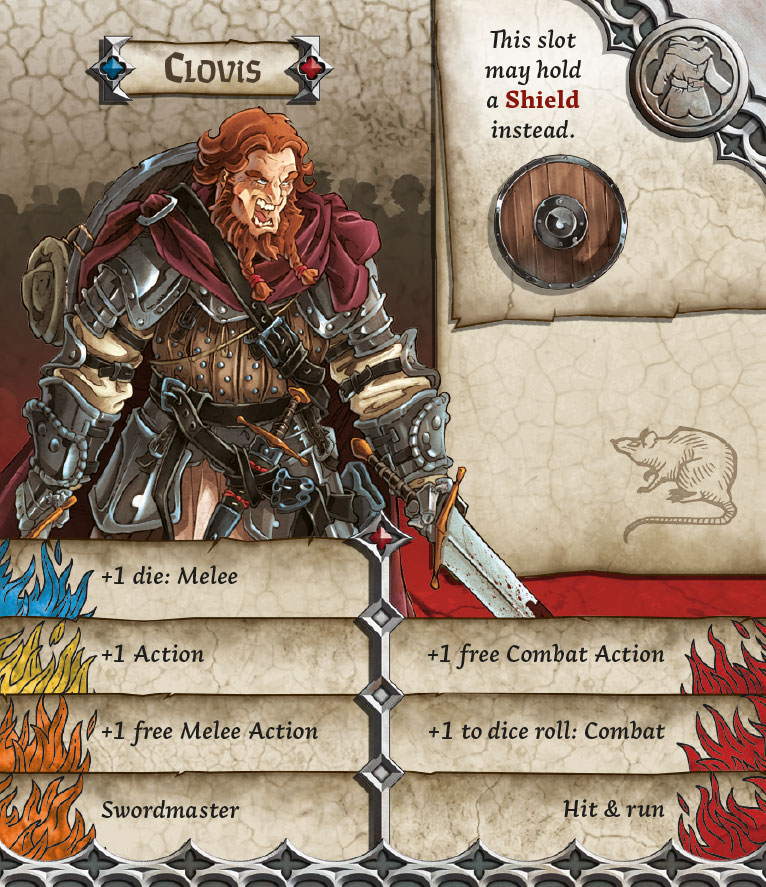 Clovis
This slot
may hold
a Shield
instead.
+1 die: Melee
+1 Action
+1 free Melee Action
Swordmaster
+1 free Combat Action
+1 to dice roll: Combat
Hit & run